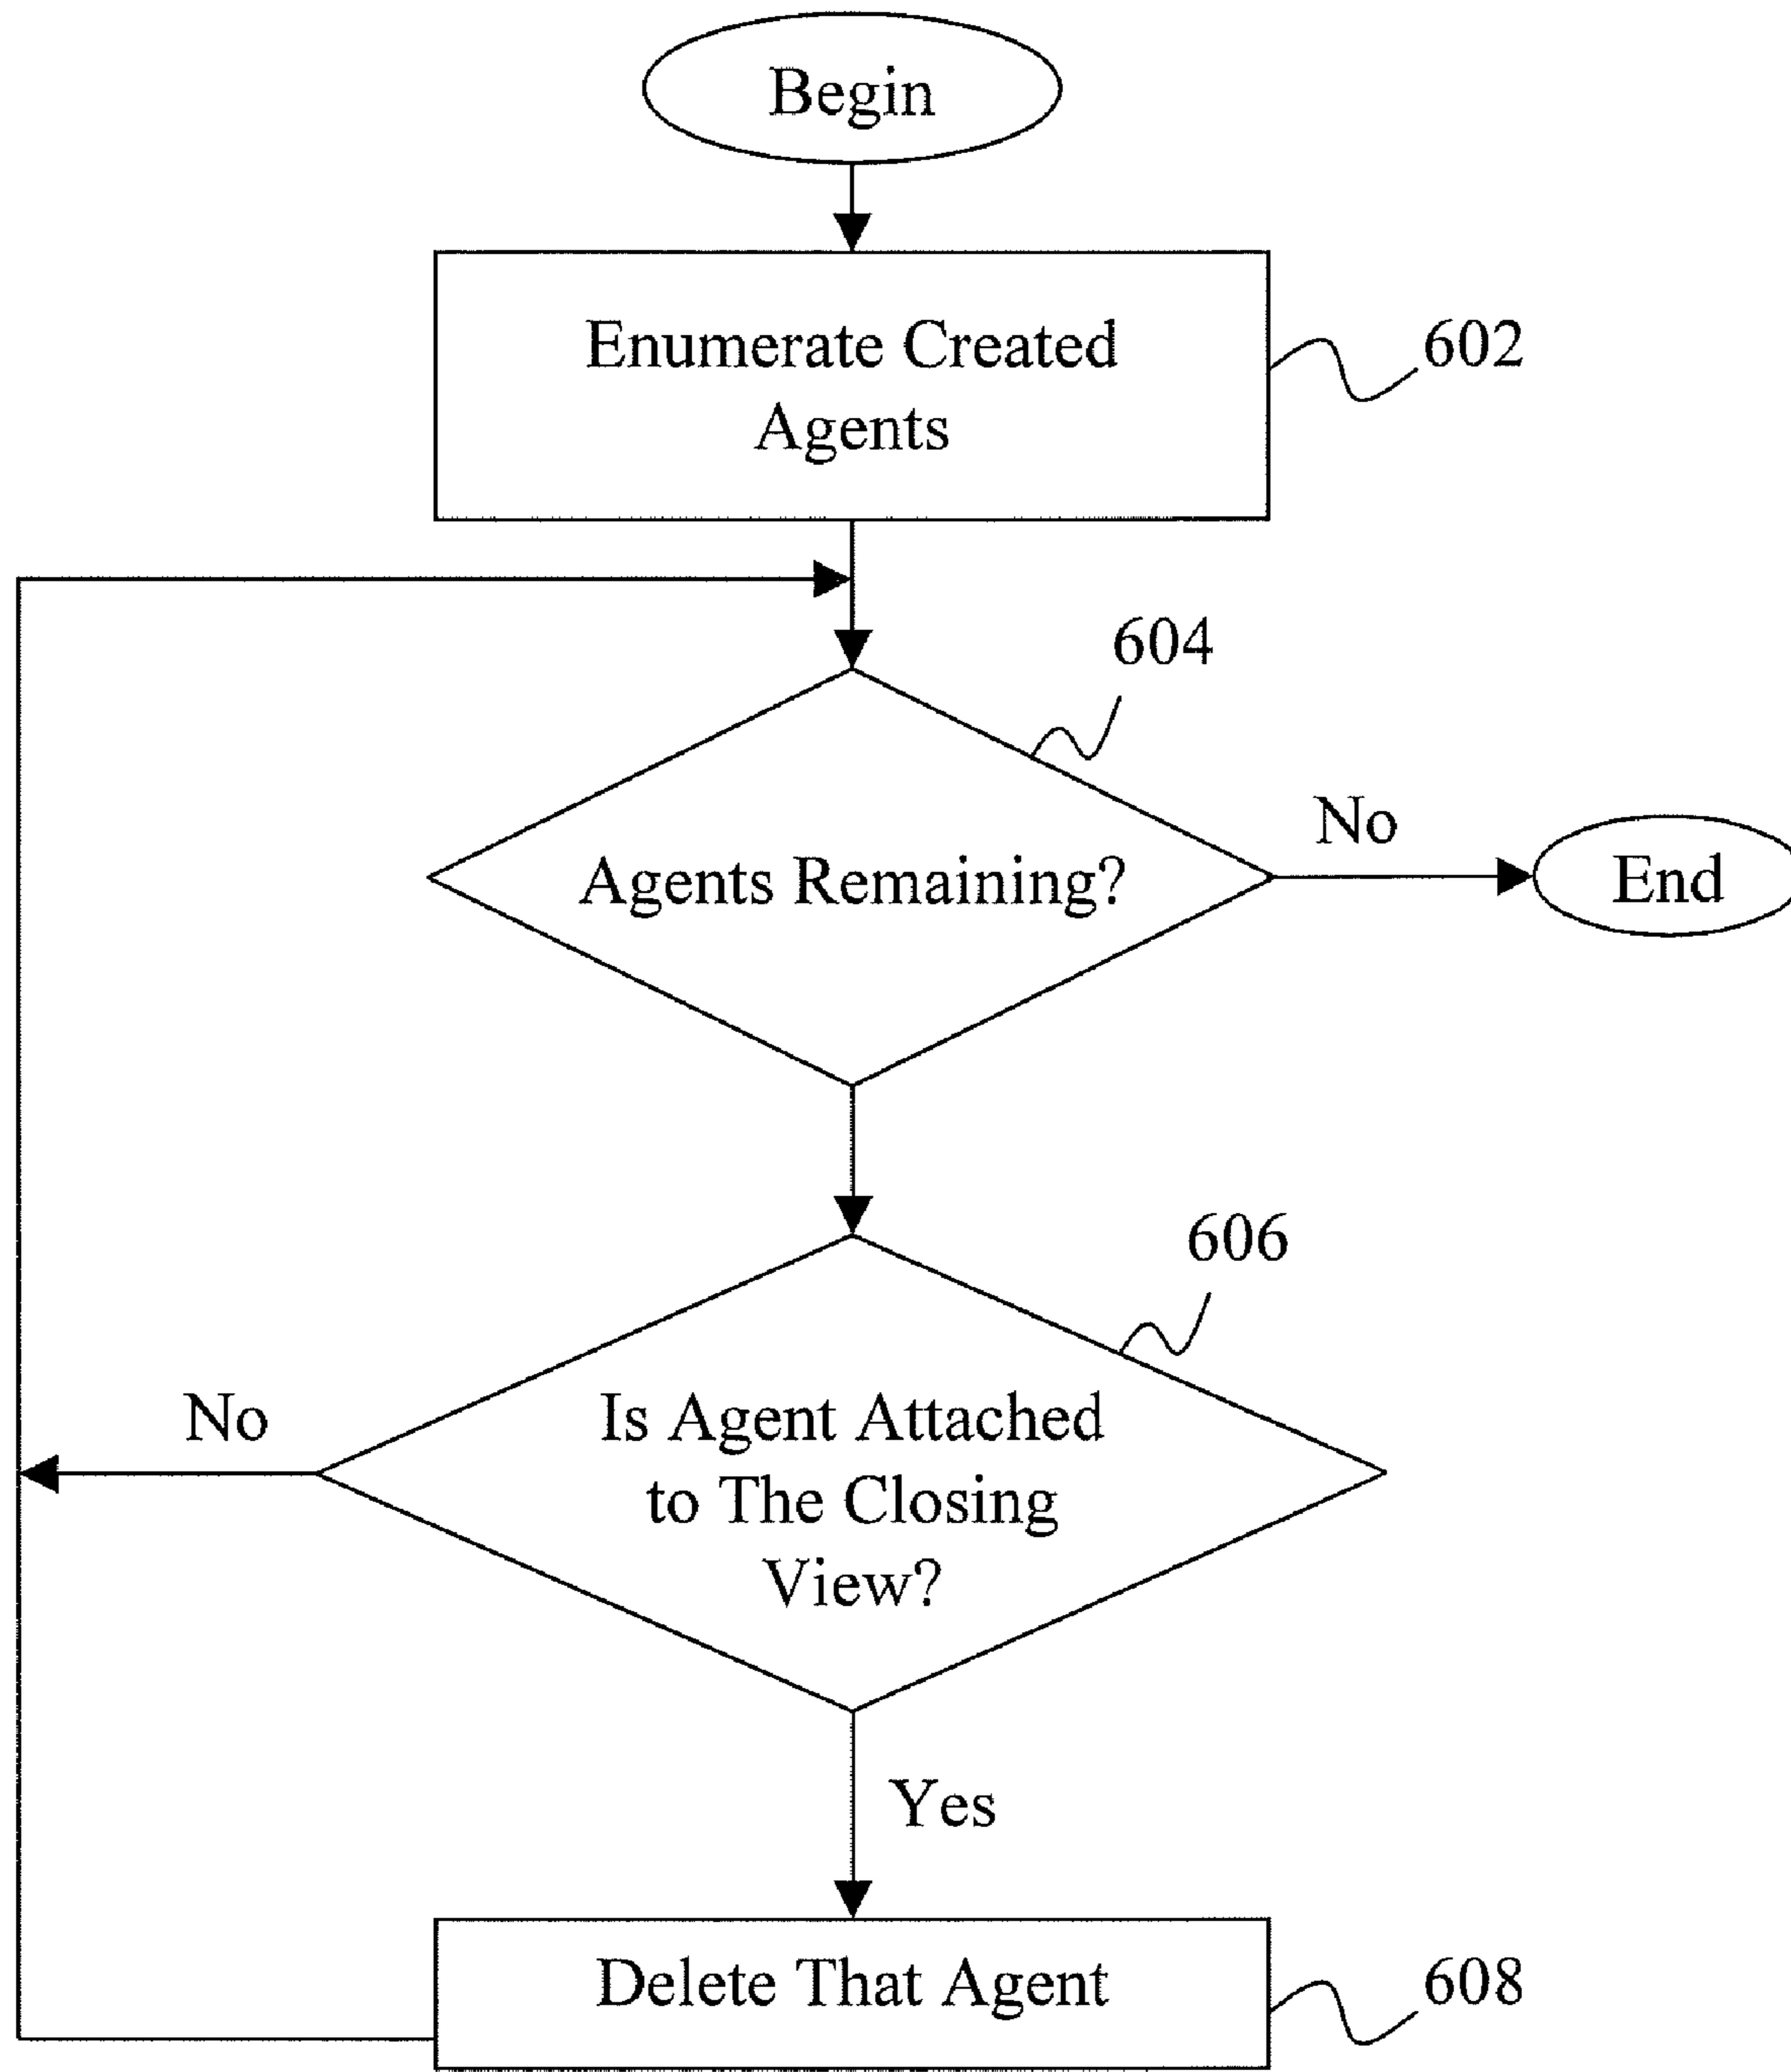 Begin
Enumerate Created
Agents
602
604
Agents Remaining?
No
End
606
Is Agent Attached
to The Closing
View?
No
Yes
Delete That Agent
608